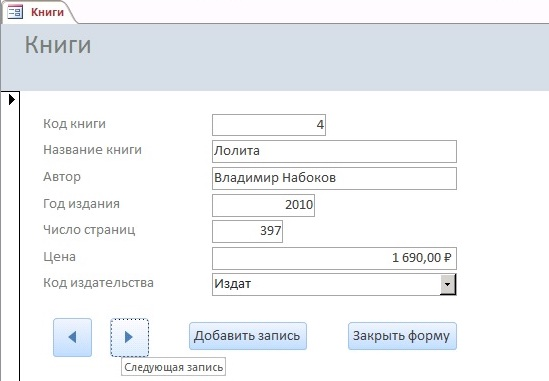 Книги
Книги
Код книги 4
Название книги Лолита
Автор Владимир Набоков
Год издания 2010
Число страниц 397
Цена 1 690,00 ₽
Код издательства Издат
Добавить запись Закрыть форму
Следующая запись